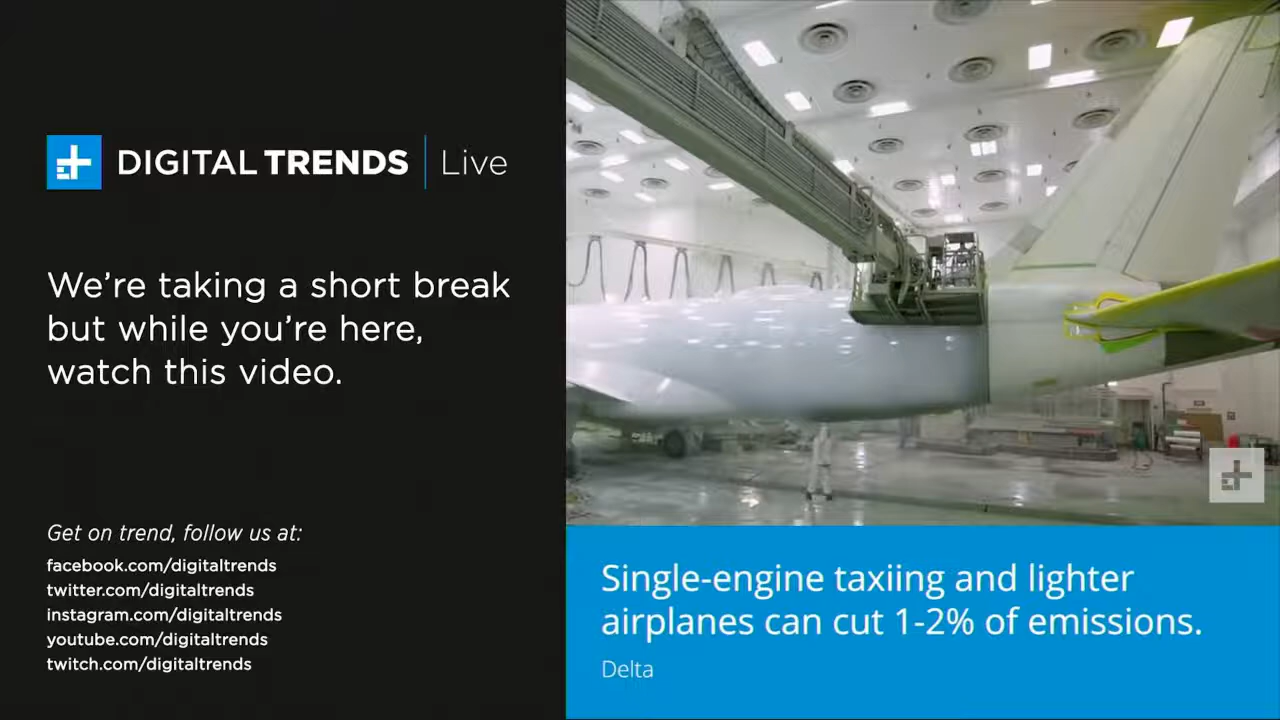 DIGITAL TRENDS | Live
We're taking a short break
but while you're here,
watch this video.
Get on trend, follow us at:
facebook.com/digitaltrends
twitter.com/digitaltrends
instagram.com/digitaltrends
youtube.com/digitaltrends
twitch.com/digitaltrends
Single-engine taxiing and lighter
airplanes can cut 1-2% of emissions.
Delta